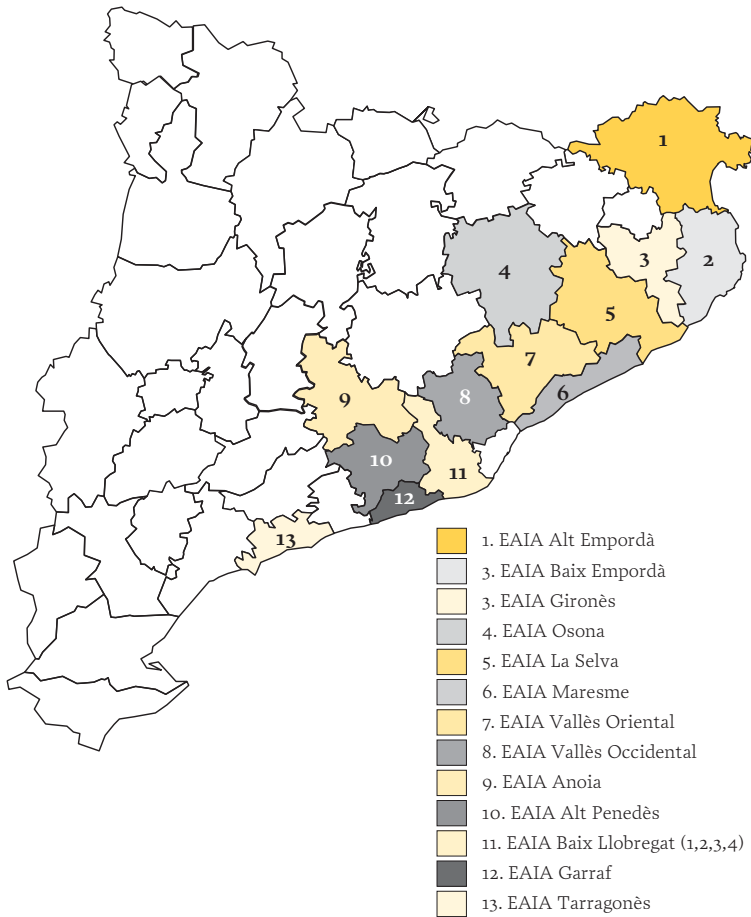 1
2
3
4
5
6
7
8
9
10
11
12
13
1. EAIA Alt Empordà
3. EAIA Baix Empordà
3. EAIA Gironès
4. EAIA Osona
5. EAIA La Selva
6. EAIA Maresme
7. EAIA Vallès Oriental
8. EAIA Vallès Occidental
9. EAIA Anoia
10. EAIA Alt Penedès
11. EAIA Baix Llobregat (1,2,3,4)
12. EAIA Garraf
13. EAIA Tarragonès